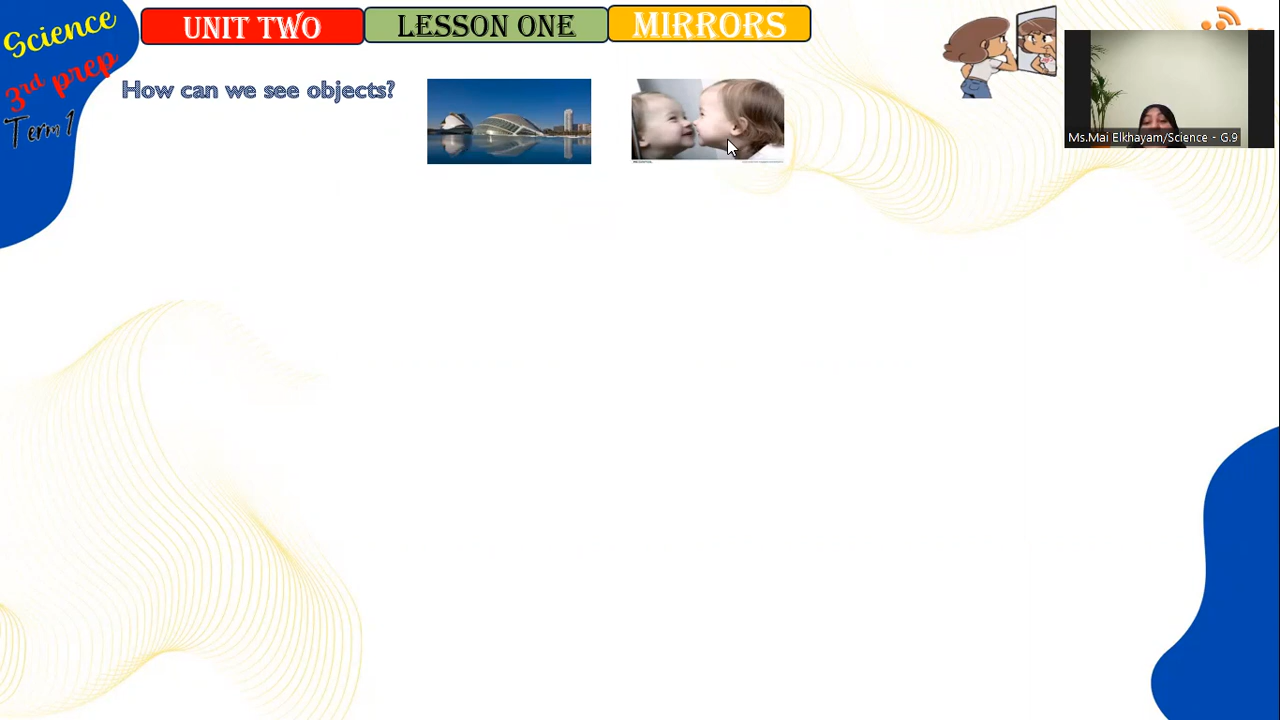 Science
3rd prep
Term 1
UNIT TWO
LESSON ONE
MIRRORS
How can we see objects?
Ms.Mai Elkhayam/Science - G.9